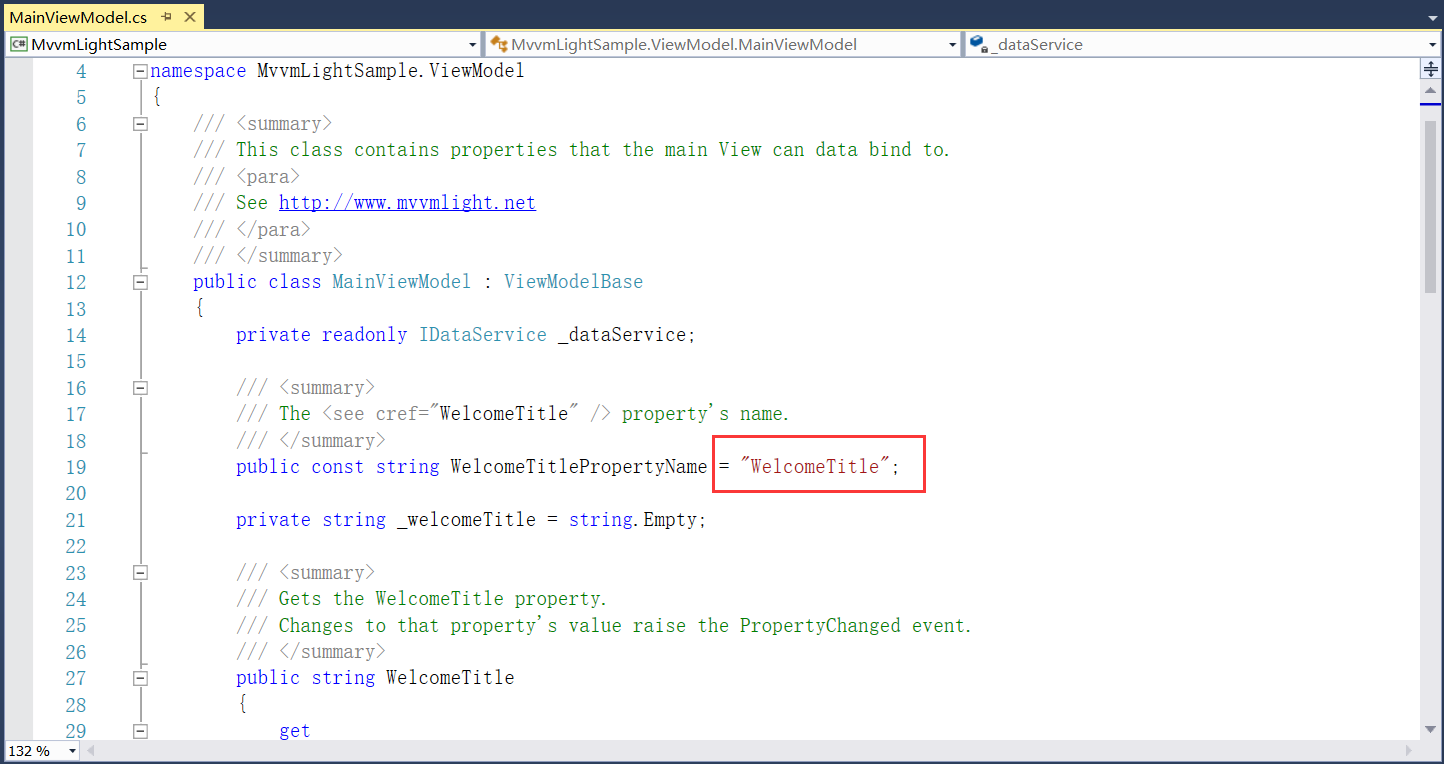 MainViewModel.cs
MvvmLightSample MvvmLightSample.ViewModel.MainViewModel _dataService
4 namespace MvvmLightSample.ViewModel
5 {
6 /// <summary>
7 /// This class contains properties that the main View can data bind to.
8 /// <para>
9 /// See http://www.mvvmlight.net
10 /// </para>
11 /// </summary>
12 public class MainViewModel : ViewModelBase
13 {
14 private readonly IDataService _dataService;
15
16 /// <summary>
17 /// The <see cref="WelcomeTitle" /> property's name.
18 /// </summary>
19 public const string WelcomeTitlePropertyName = "WelcomeTitle";
20
21 private string _welcomeTitle = string.Empty;
22
23 /// <summary>
24 /// Gets the WelcomeTitle property.
25 /// Changes to that property's value raise the PropertyChanged event.
26 /// </summary>
27 public string WelcomeTitle
28 {
29 get
132 %